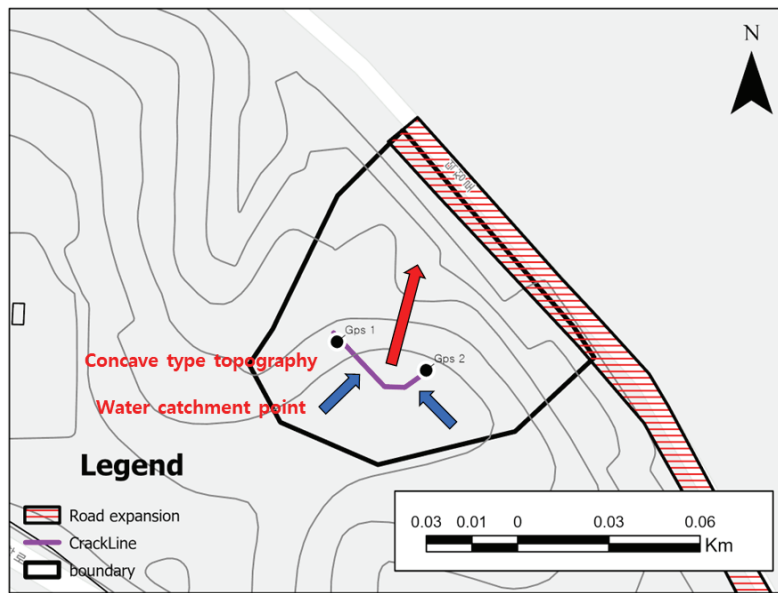 N
Gps 1
Concave type topography
Gps 2
Water catchment point
Legend
Road expansion
CrackLine
boundary
0.03 0.01 0 0.03 0.06
Km